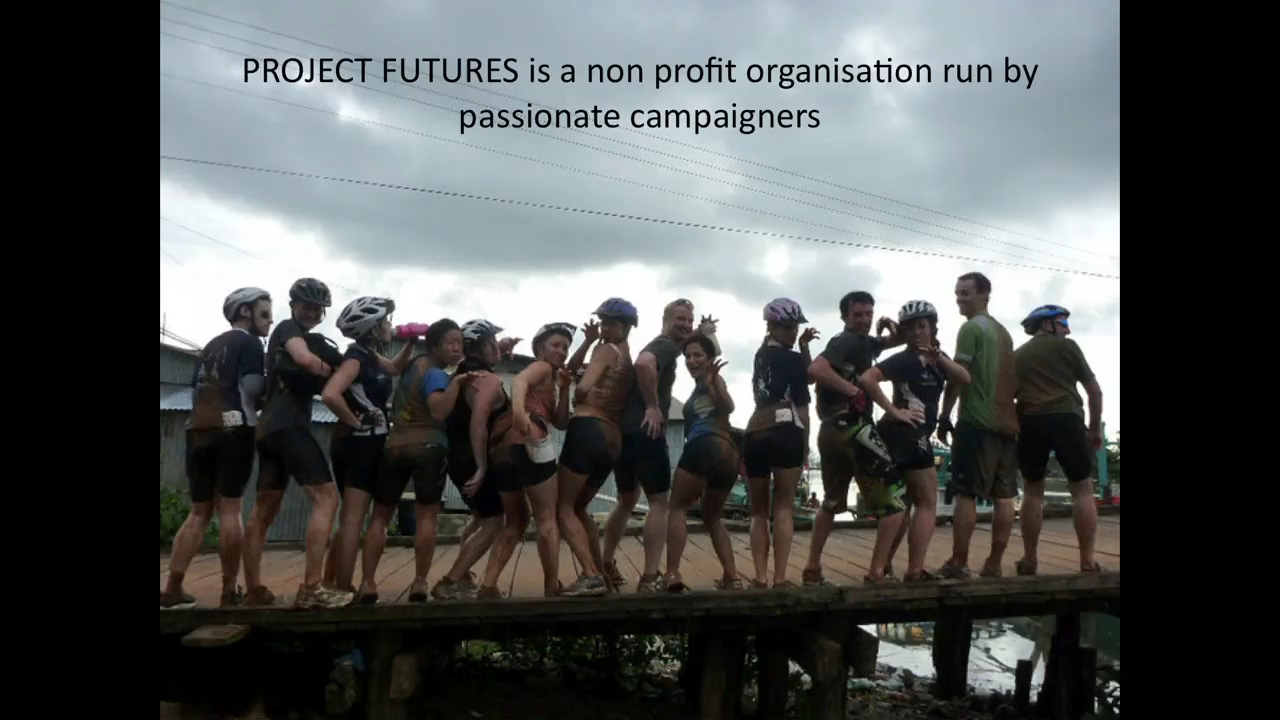 PROJECT FUTURES is a non profit organisation run by
passionate campaigners